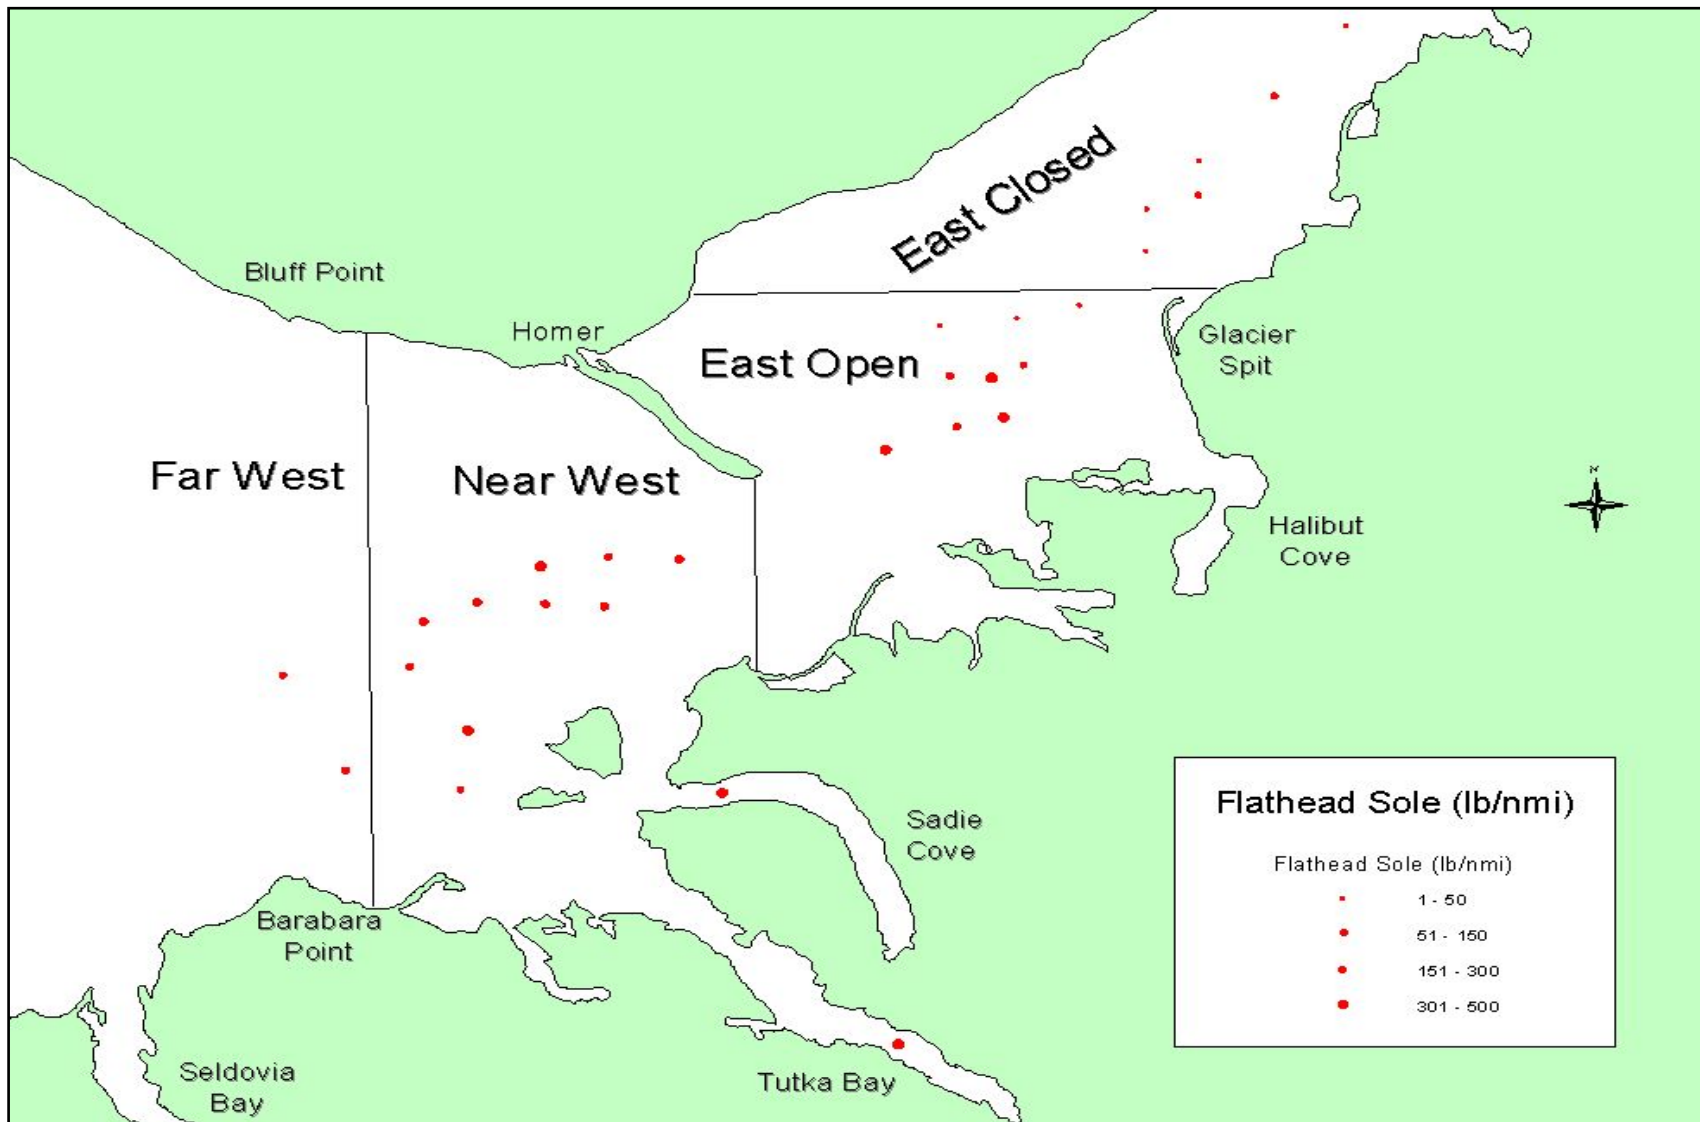 East Closed
Bluff Point
Homer
Glacier
Spit
East Open
Far West
Near West
N
Halibut
Cove
Flathead Sole (lb/nmi)
Flathead Sole (lb/nmi)
1 - 50
51 - 150
151 - 300
301 - 500
Sadie
Cove
Barabara
Point
Seldovia
Bay
Tutka Bay